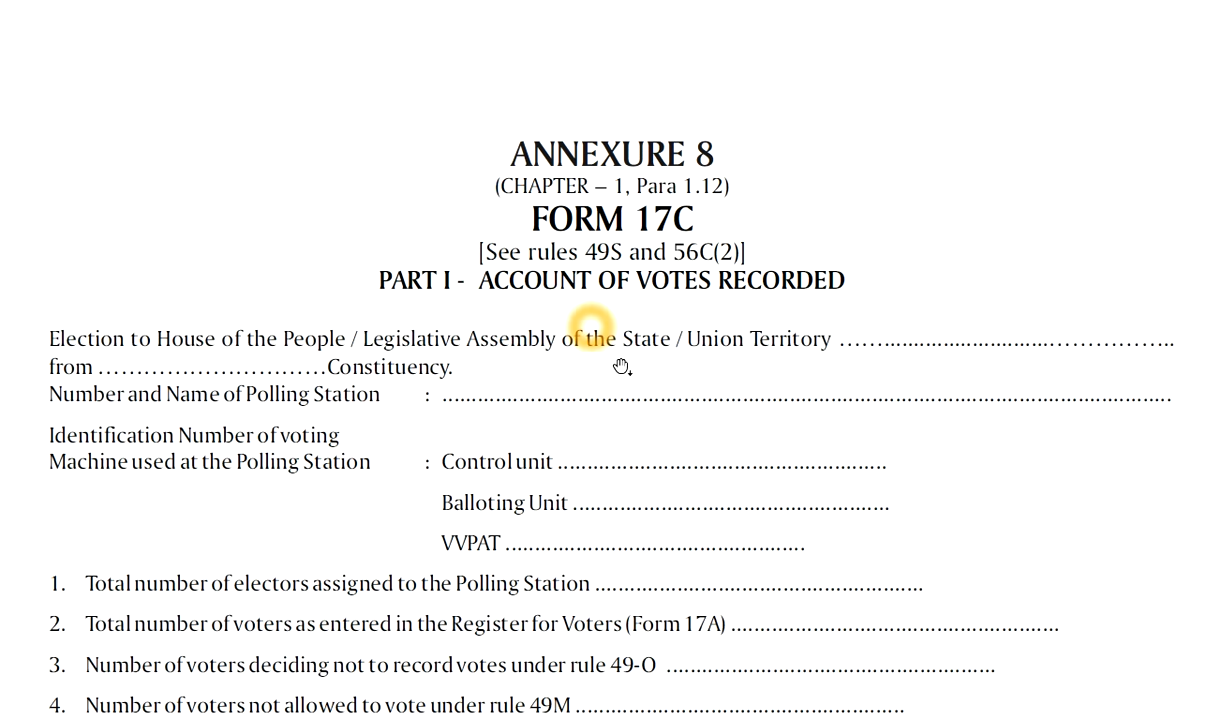 ANNEXURE 8
(CHAPTER – 1, Para 1.12)
FORM 17C
[See rules 49S and 56C(2)]
PART I - ACCOUNT OF VOTES RECORDED
Election to House of the People / Legislative Assembly of the State / Union Territory ……..............................……………..
from ………………………….Constituency.
Number and Name of Polling Station : ............................................................................................................................
Identification Number of voting
Machine used at the Polling Station : Control unit ........................................................
Balloting Unit ......................................................
VVPAT ...................................................
1. Total number of electors assigned to the Polling Station ........................................................
2. Total number of voters as entered in the Register for Voters (Form 17A) ........................................................
3. Number of voters deciding not to record votes under rule 49-O ........................................................
4. Number of voters not allowed to vote under rule 49M ........................................................